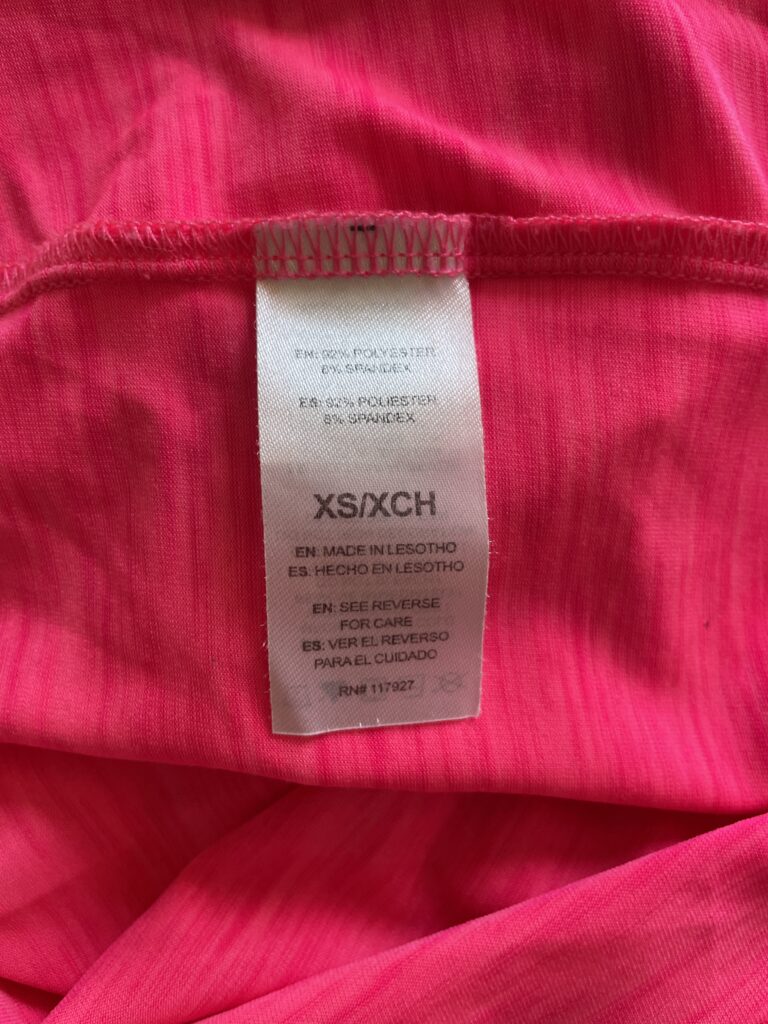 EN: 92% POLYESTER
8% SPANDEX
ES: 92% POLIESTER
8% SPANDEX
XS/XCH
EN: MADE IN LESOTHO
ES: HECHO EN LESOTHO
EN: SEE REVERSE
FOR CARE
ES: VER EL REVERSO
PARA EL CUIDADO
RN# 117927